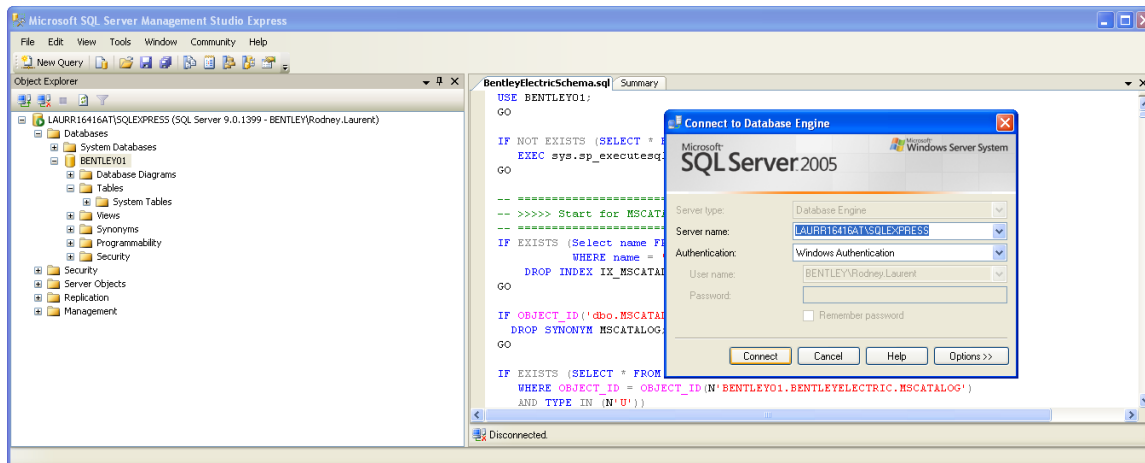 Microsoft SQL Server Management Studio Express
File Edit View Tools Window Community Help
New Query
Object Explorer
LAURR16416AT\SQLEXPRESS (SQL Server 9.0.1399 - BENTLEY\Rodney.Laurent)
Databases
System Databases
BENTLEY01
Database Diagrams
Tables
System Tables
Views
Synonyms
Programmability
Security
Security
Server Objects
Replication
Management
BentleyElectricSchema.sql Summary
USE BENTLEY01;
GO
IF NOT EXISTS (SELECT *
EXEC sys.sp_executesql
GO
-- =====================
-- >>>>> Start for MSCATA
-- =====================
IF EXISTS (Select name F
WHERE name = '
DROP INDEX IX_MSCATAL
GO
IF OBJECT_ID('dbo.MSCATAL
DROP SYNONYM MSCATALOG;
GO
IF EXISTS (SELECT * FROM
WHERE OBJECT_ID = OBJECT_ID(N'BENTLEY01.BENTLEYELECTRIC.MSCATALOG')
AND TYPE IN (N'U'))
Disconnected.
Connect to Database Engine
Microsoft
SQL Server 2005
Microsoft
Windows Server System
Server type: Database Engine
Server name: LAURR16416AT\SQLEXPRESS
Authentication: Windows Authentication
User name: BENTLEY\Rodney.Laurent
Password:
Remember password
Connect Cancel Help Options >>